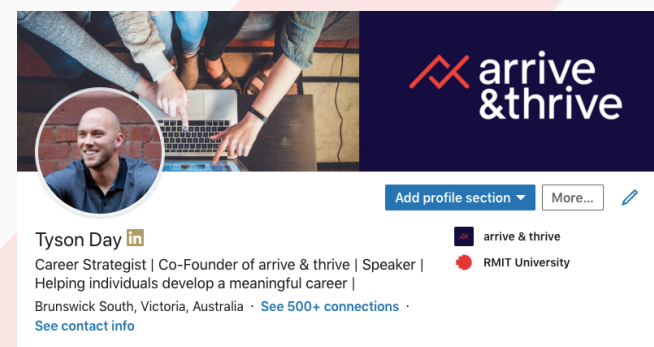 arrive
&thrive
Add profile section
More...
Tyson Day in
arrive & thrive
Career Strategist | Co-Founder of arrive & thrive | Speaker |
Helping individuals develop a meaningful career |
RMIT University
Brunswick South, Victoria, Australia · See 500+ connections ·
See contact info